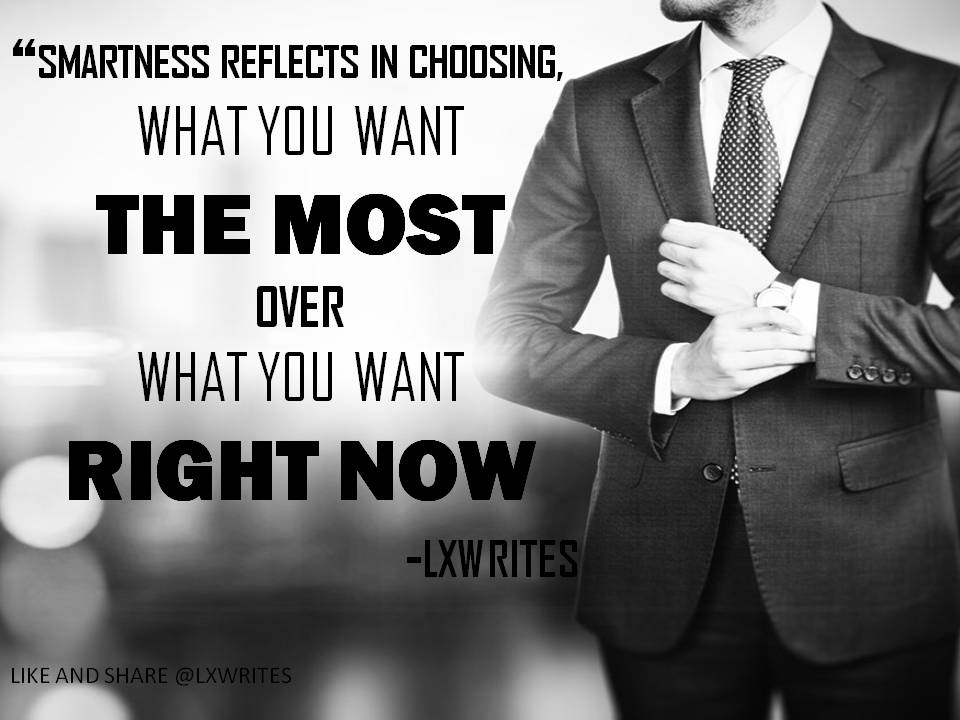 “SMARTNESS REFLECTS IN CHOOSING,
WHAT YOU WANT
THE MOST
OVER
WHAT YOU WANT
RIGHT NOW
-LXWRITES
LIKE AND SHARE @LXWRITES